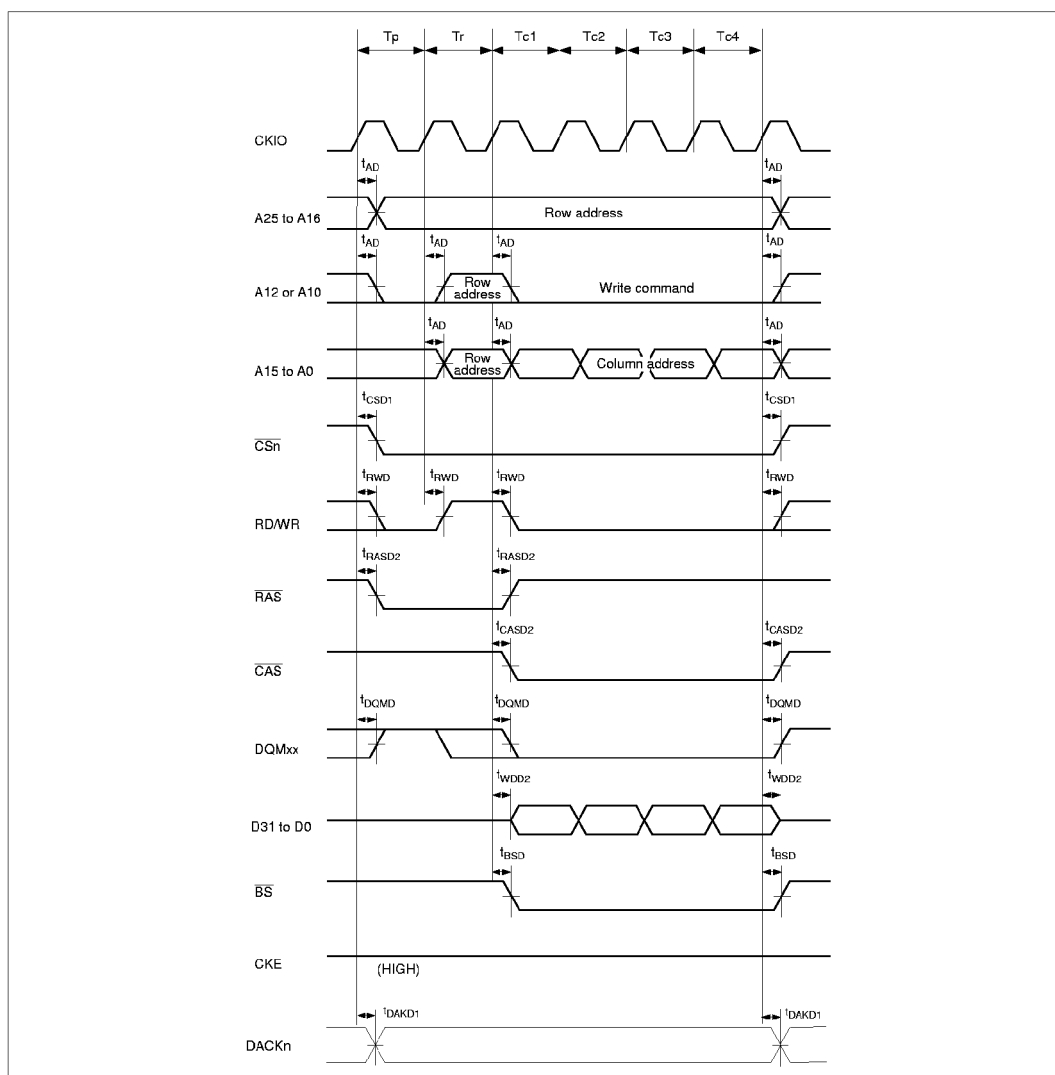 Tp Tr Tc1 Tc2 Tc3 Tc4
CKIO
tAD tAD
A25 to A16 Row address
tAD tAD tAD tAD
A12 or A10 Row address Write command
tAD tAD tAD
A15 to A0 Row address Column address
tCSD1 tCSD1
CSn
tRWD tRWD tRWD tRWD
RD/WR
tRASD2 tRASD2
RAS
tCASD2 tCASD2
CAS
tDQMD tDQMD tDQMD
DQMxx
tWDD2 tWDD2
D31 to D0
tBSD tBSD
BS
CKE (HIGH)
tDAKD1 tDAKD1
DACKn